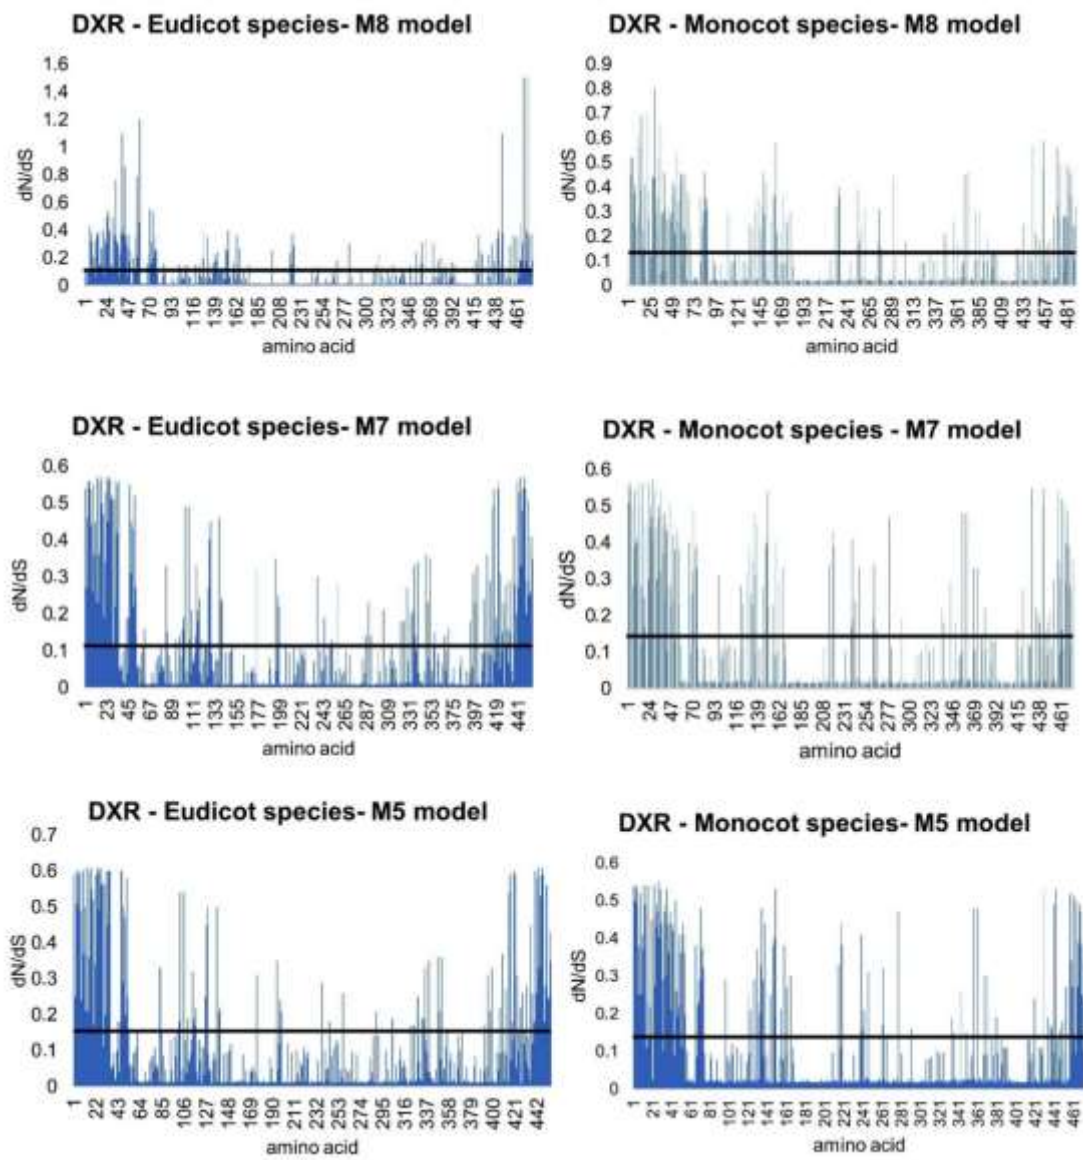 DXR - Eudicot species- M8 model
dN/dS
1.6
1.4
1.2
1
0.8
0.6
0.4
0.2
0
1 24 47 70 93 116 139 162 185 208 231 254 277 300 323 346 369 392 415 438 461
amino acid
DXR - Monocot species- M8 model
dN/dS
0.9
0.8
0.7
0.6
0.5
0.4
0.3
0.2
0.1
0
1 25 49 73 97 121 145 169 193 217 241 265 289 313 337 361 385 409 433 457 481
amino acid
DXR - Eudicot species- M7 model
dN/dS
0.6
0.5
0.4
0.3
0.2
0.1
0
1 23 45 67 89 111 133 155 177 199 221 243 265 287 309 331 353 375 397 419 441
amino acid
DXR - Monocot species - M7 model
dN/dS
0.6
0.5
0.4
0.3
0.2
0.1
0
1 24 47 70 93 116 139 162 185 208 231 254 277 300 323 346 369 392 415 438 461
amino acid
DXR - Eudicot species- M5 model
dN/dS
0.7
0.6
0.5
0.4
0.3
0.2
0.1
0
1 22 43 64 85 106 127 148 169 190 211 232 253 274 295 316 337 358 379 400 421 442
amino acid
DXR - Monocot species- M5 model
dN/dS
0.6
0.5
0.4
0.3
0.2
0.1
0
1 21 41 61 81 101 121 141 161 181 201 221 241 261 281 301 321 341 361 381 401 421 441 461
amino acid